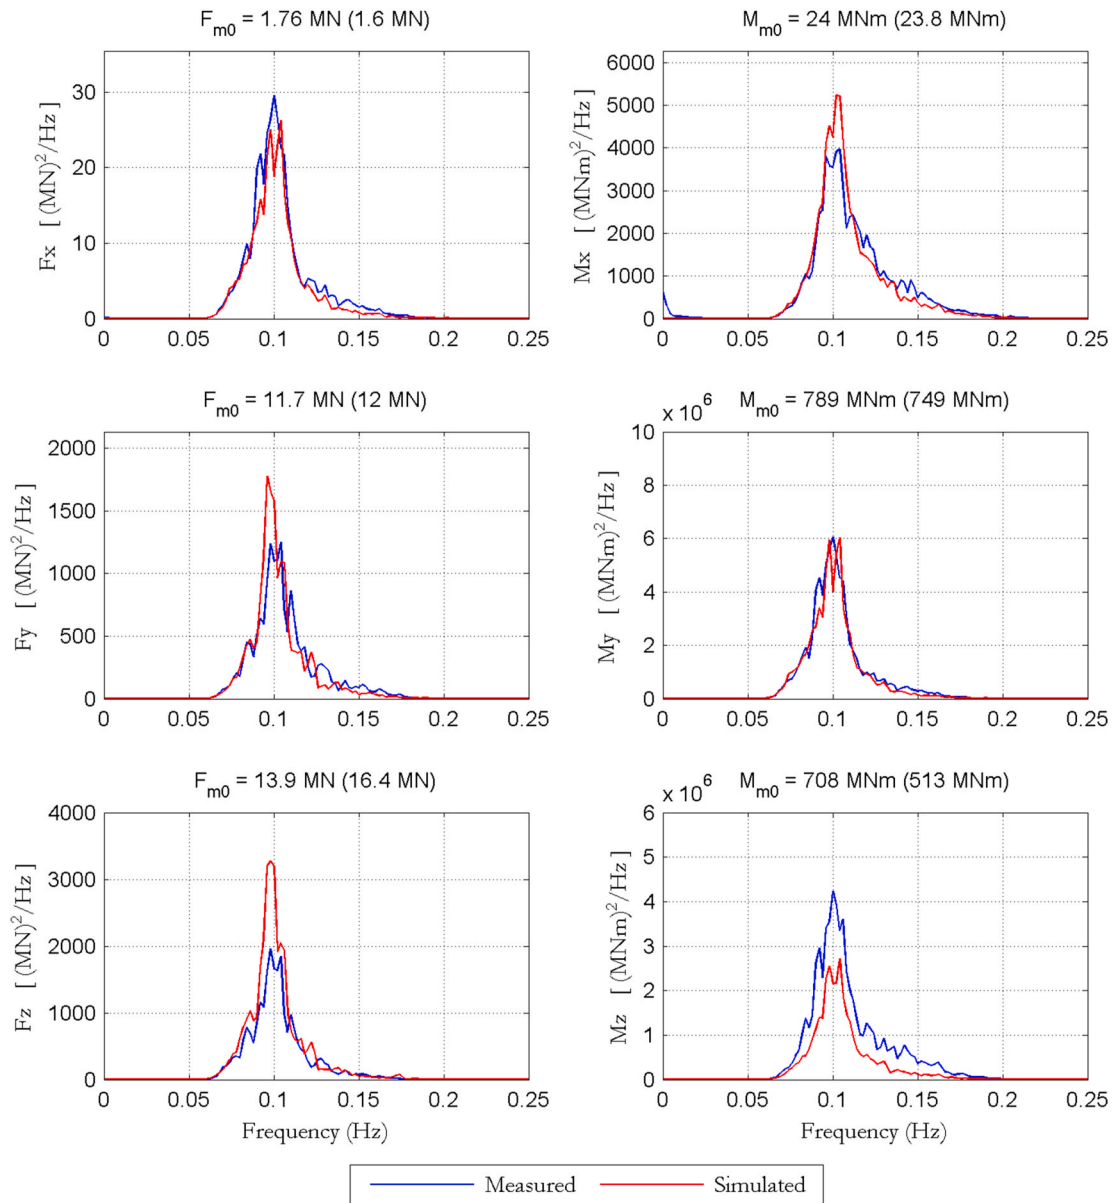 F_m0 = 1.76 MN (1.6 MN)
Fx [ (MN)^2/Hz ]
30
20
10
0
0 0.05 0.1 0.15 0.2 0.25
M_m0 = 24 MNm (23.8 MNm)
Mx [ (MNm)^2/Hz ]
6000
5000
4000
3000
2000
1000
0
0 0.05 0.1 0.15 0.2 0.25
F_m0 = 11.7 MN (12 MN)
Fy [ (MN)^2/Hz ]
2000
1500
1000
500
0
0 0.05 0.1 0.15 0.2 0.25
x 10^6 M_m0 = 789 MNm (749 MNm)
My [ (MNm)^2/Hz ]
10
8
6
4
2
0
0 0.05 0.1 0.15 0.2 0.25
F_m0 = 13.9 MN (16.4 MN)
Fz [ (MN)^2/Hz ]
4000
3000
2000
1000
0
0 0.05 0.1 0.15 0.2 0.25
Frequency (Hz)
x 10^6 M_m0 = 708 MNm (513 MNm)
Mz [ (MNm)^2/Hz ]
6
5
4
3
2
1
0
0 0.05 0.1 0.15 0.2 0.25
Frequency (Hz)
Measured Simulated